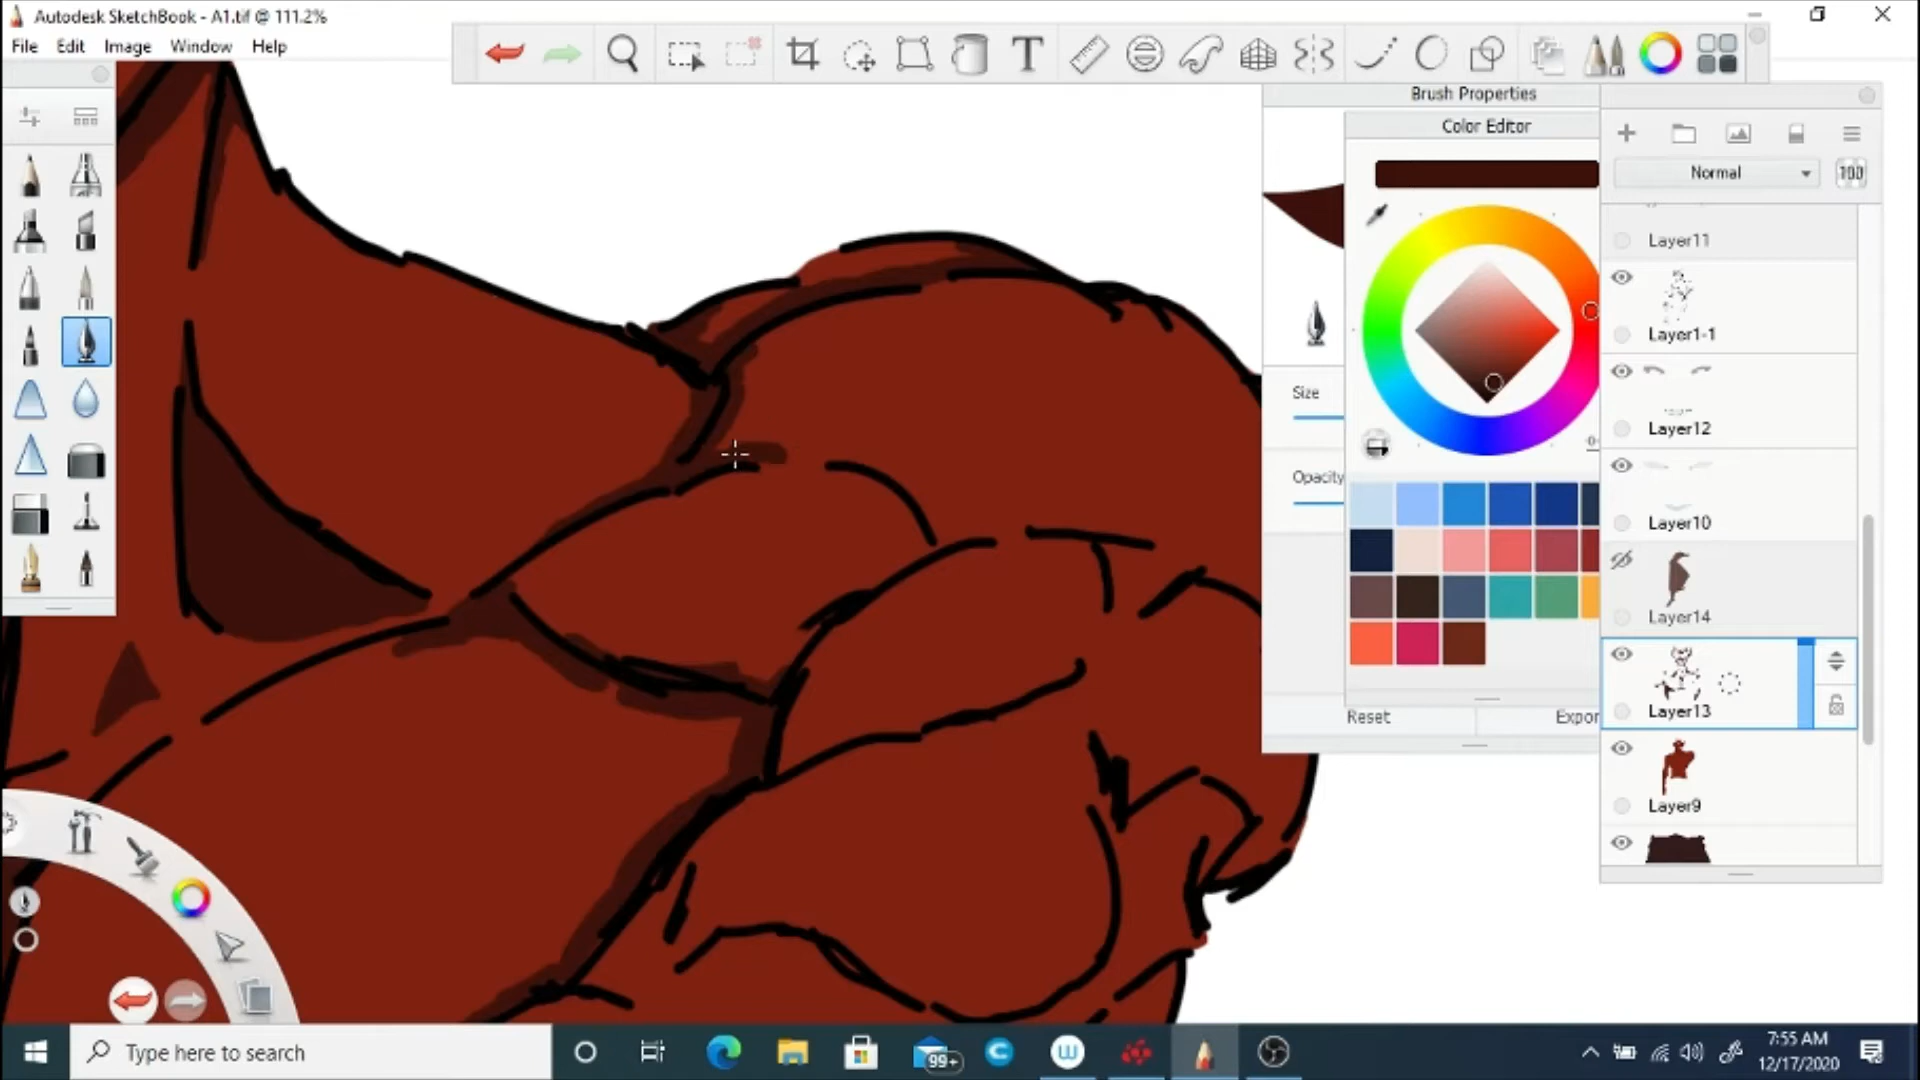 Autodesk SketchBook - A1.tif @ 111.2%
File Edit Image Window Help
T
Brush Properties
Color Editor
Normal 100
Layer11
Layer1-1
Layer12
Size
Opacity
Layer10
Layer14
Layer13
Reset Expor
Layer9
Type here to search
99+
7:55 AM
12/17/2020